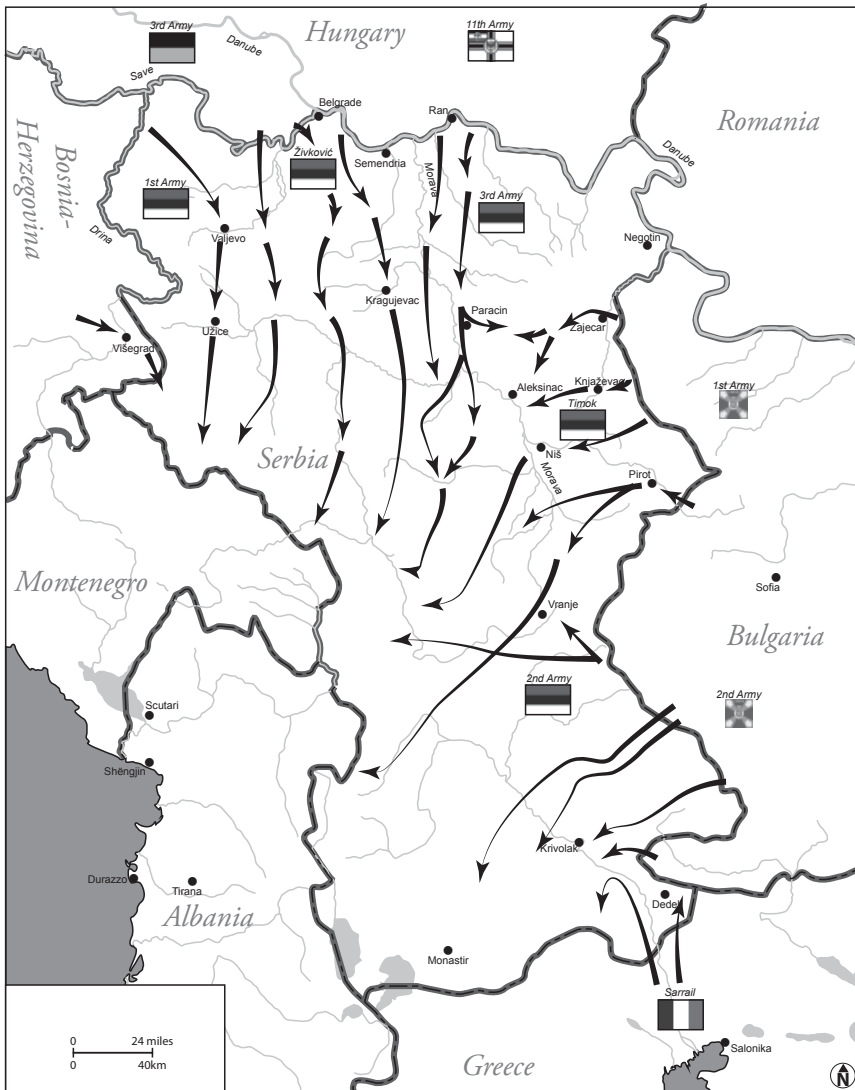 3rd Army
Hungary
11th Army
Danube
Save
Romania
Belgrade
Ran
Živković
Semendria
Danube
Bosnia-
Herzegovina
1st Army
Morava
3rd Army
Drina
Valjevo
Negotin
Kragujevac
Užice
Paracin
Zajecar
Višegrad
Aleksinac
Knjaževac
1st Army
Timok
Serbia
Niš
Morava
Pirot
Montenegro
Sofia
Vranje
Bulgaria
2nd Army
2nd Army
Scutari
Shëngjin
Krivolak
Durazzo
Tirana
Dedeli
Albania
Monastir
Sarrail
0 24 miles
0 40km
Salonika
Greece
N